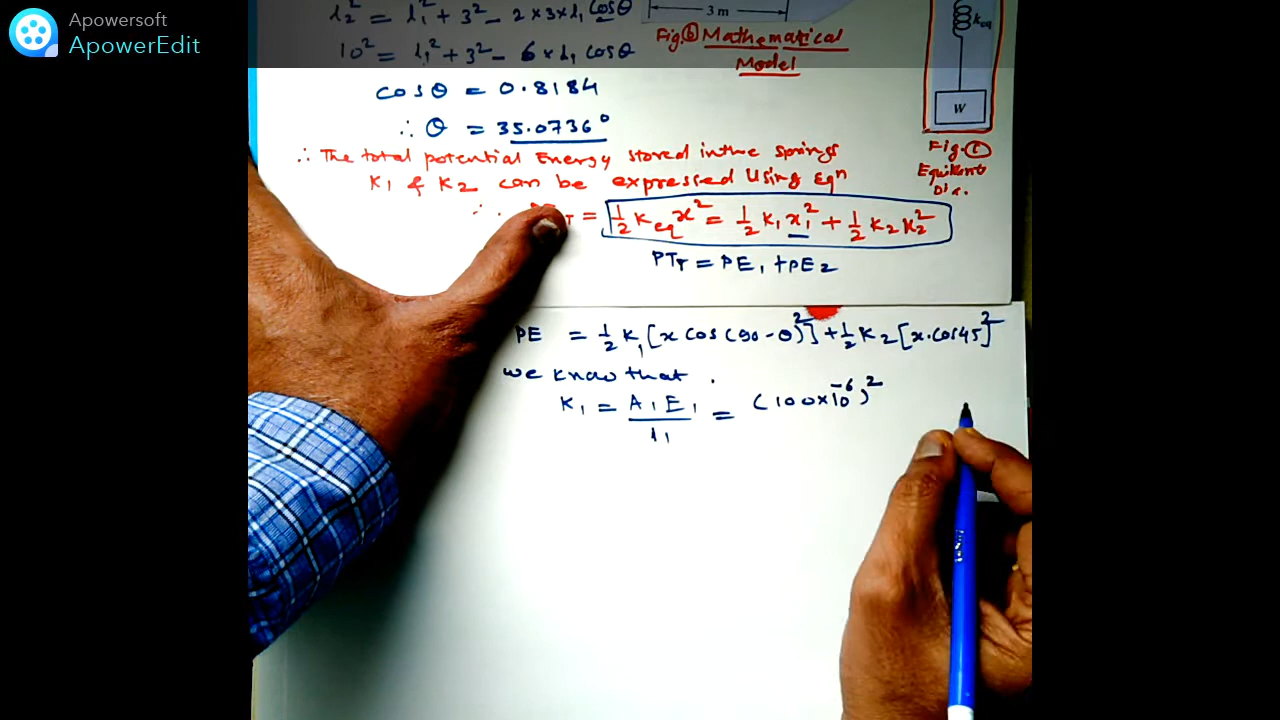 Apowersoft
ApowerEdit
l₂² = l₁² + 3² - 2×3×l₁ cosθ
10² = l₁² + 3² - 6×l₁ cosθ
cosθ = 0.8184
∴ θ = 35.0736°
3 m
Fig. (b) Mathematical
Model
keq
W
Fig. (c)
∴ The total potential Energy stored in the springs
K1 & K2 can be expressed Using Eqn
= ½ Keq x² = ½ K₁ x₁² + ½ K₂ x₂²
PTT = PE1 + PE2
PE = ½ K₁ [x cos(90-θ)²] + ½ K₂ [x.cos45]²
we know that
K₁ = A₁E₁ / l₁ = (100×10⁻⁶)²